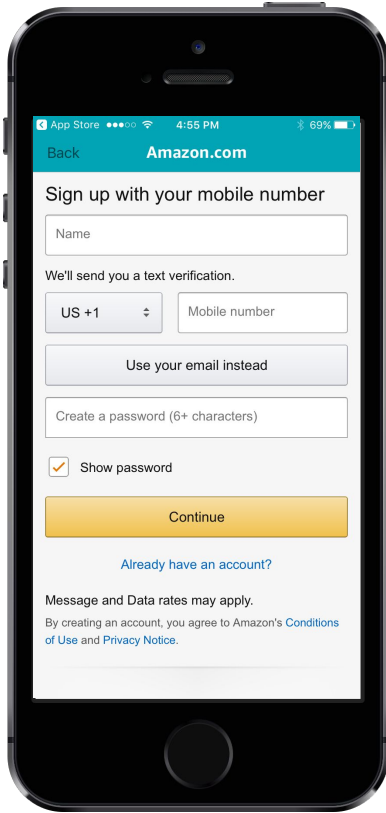 App Store 4:55 PM 69%
Back Amazon.com
Sign up with your mobile number
Name
We'll send you a text verification.
US +1 Mobile number
Use your email instead
Create a password (6+ characters)
Show password
Continue
Already have an account?
Message and Data rates may apply.
By creating an account, you agree to Amazon's Conditions
of Use and Privacy Notice.